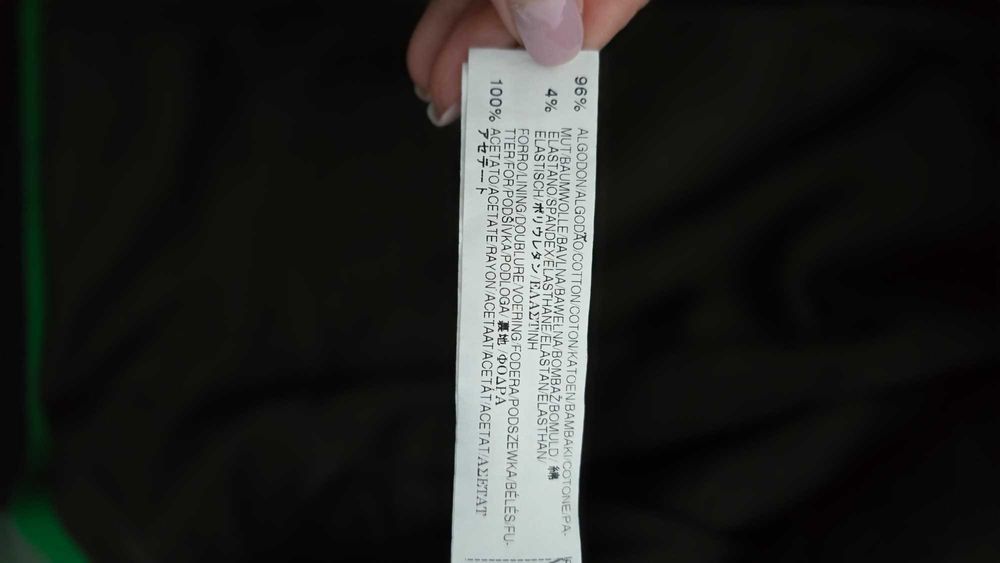 96% ALGODON/ALGODÃO/COTTON/COTON/KATOEN/BAMBAKI/COTONE/PA-
MUT/BAUMWOLLE/BAVLNA/BAWEŁNA/BOMBAŽ/BOMULD/ 綿
4% ELASTANO/SPANDEX/ELASTHANE/ELASTAN/ELASTHAN/
ELASTISCH/ポリウレタン/ΕΛΑΣΤΙΝΗ
FORRO/LINING/DOUBLURE/VOERING/FODERA/PODSZEWKA/BÉLÉS/FU-
TTER/FOR/PODŠIVKA/PODLOGA/ 裏地 /ΦΟΔΡΑ
100% ACETATO/ACETATE/RAYON/ACETAAT/ACETÁT/ACETAT/ΑΣΕΤΑΤ
アセテート